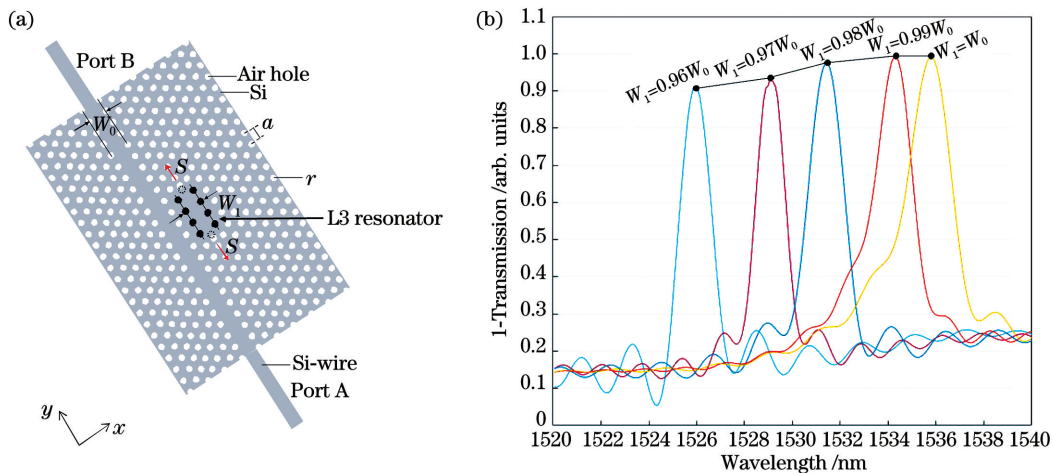 (a)
Port B
Air hole
Si
W₀
a
S
r
W₁
L3 resonator
S
Si-wire
Port A
y
x
(b)
1-Transmission /arb. units
1.1
1.0
0.9
0.8
0.7
0.6
0.5
0.4
0.3
0.2
0.1
0
W₁=0.96W₀
W₁=0.97W₀
W₁=0.98W₀
W₁=0.99W₀
W₁=W₀
1520 1522 1524 1526 1528 1530 1532 1534 1536 1538 1540
Wavelength /nm